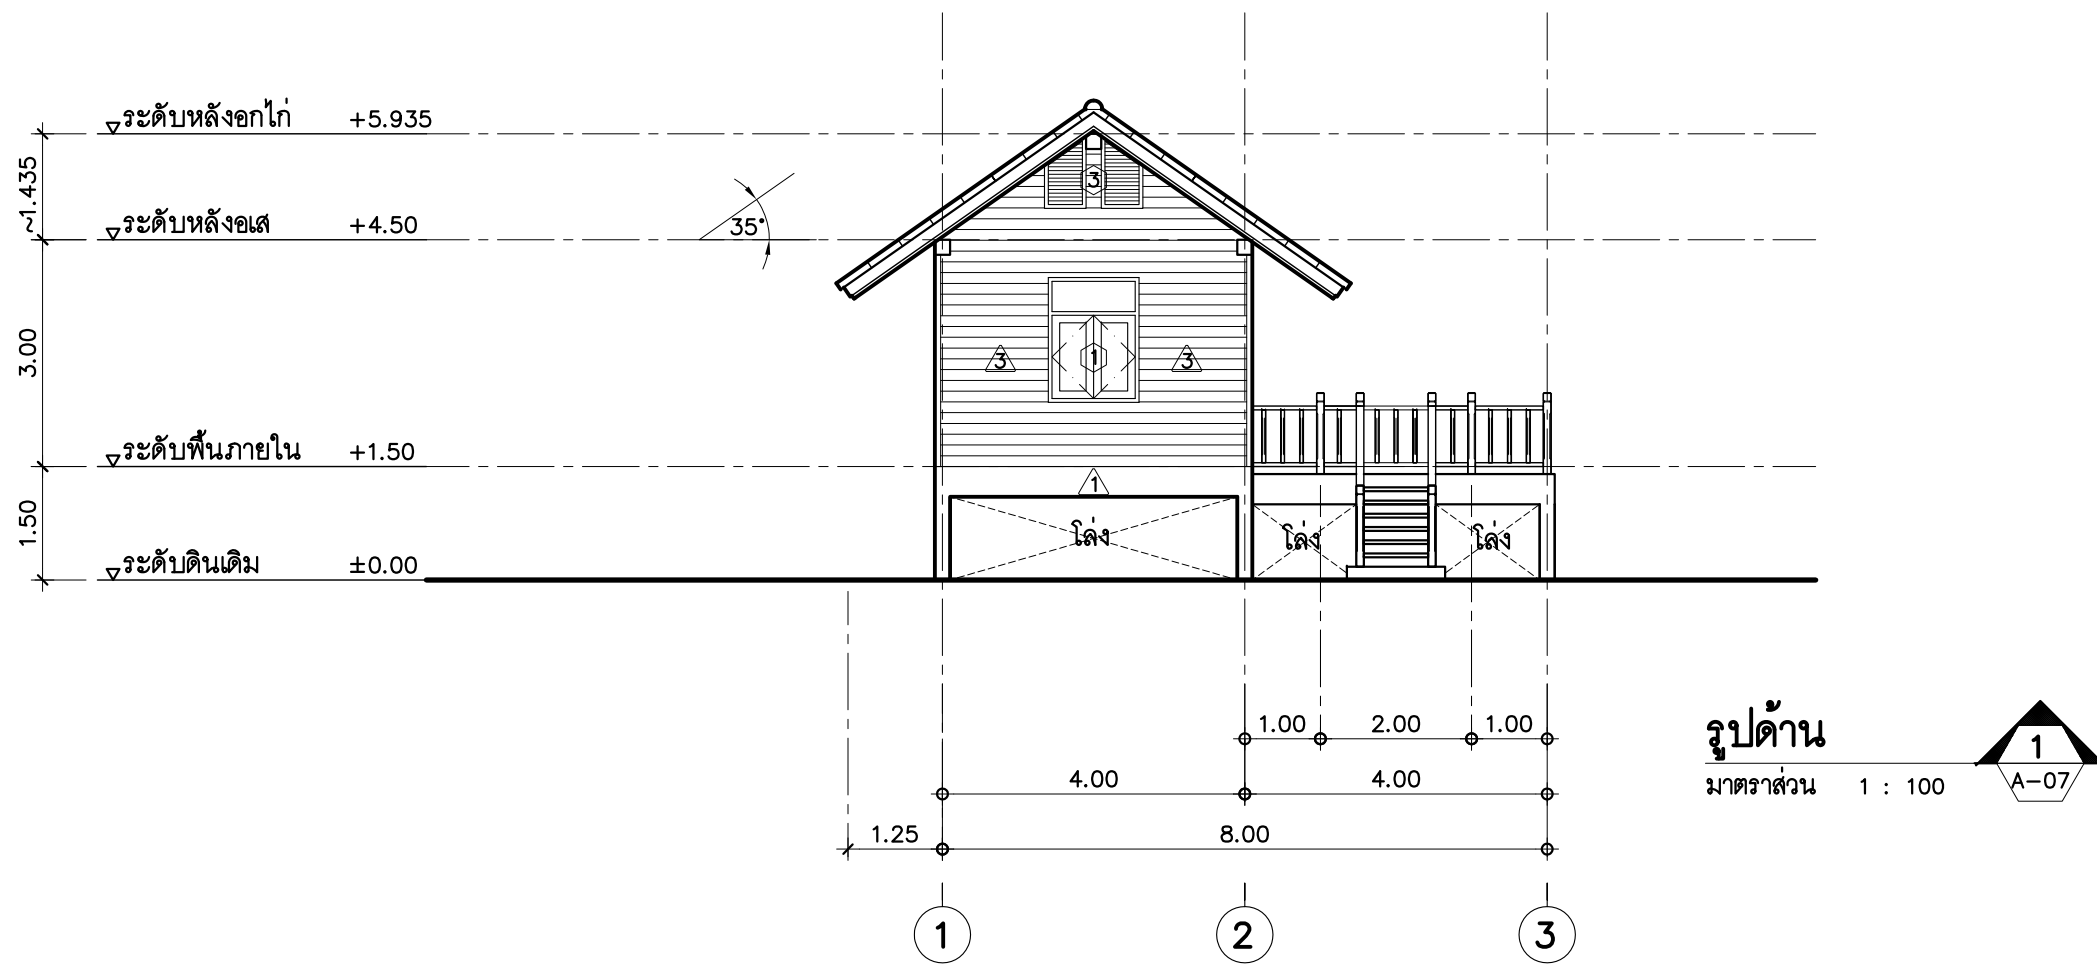 ระดับหลังอกไก่ +5.935
~1.435
ระดับหลังอเส +4.50
35°
3
3.00
3 1 3
ระดับพื้นภายใน +1.50
1
1.50
โล่ง โล่ง โล่ง
ระดับดินเดิม ±0.00
1.00 2.00 1.00
4.00 4.00
1.25 8.00
1 2 3
รูปด้าน
มาตราส่วน 1 : 100
1
A-07